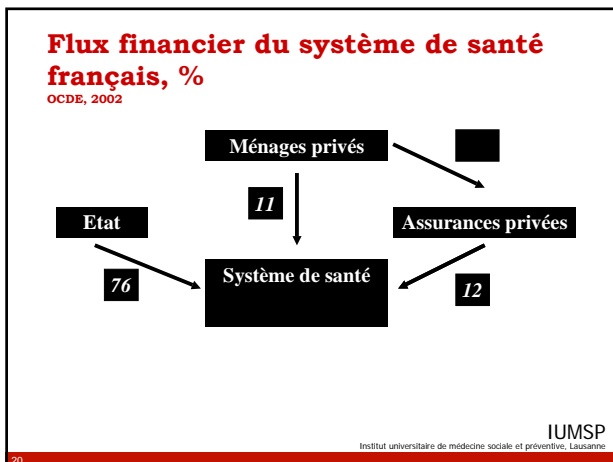 Flux financier du système de santé
français, %
OCDE, 2002
Ménages privés
11
Etat
Assurances privées
76
Système de santé
12
IUMSP
Institut universitaire de médecine sociale et préventive, Lausanne
20